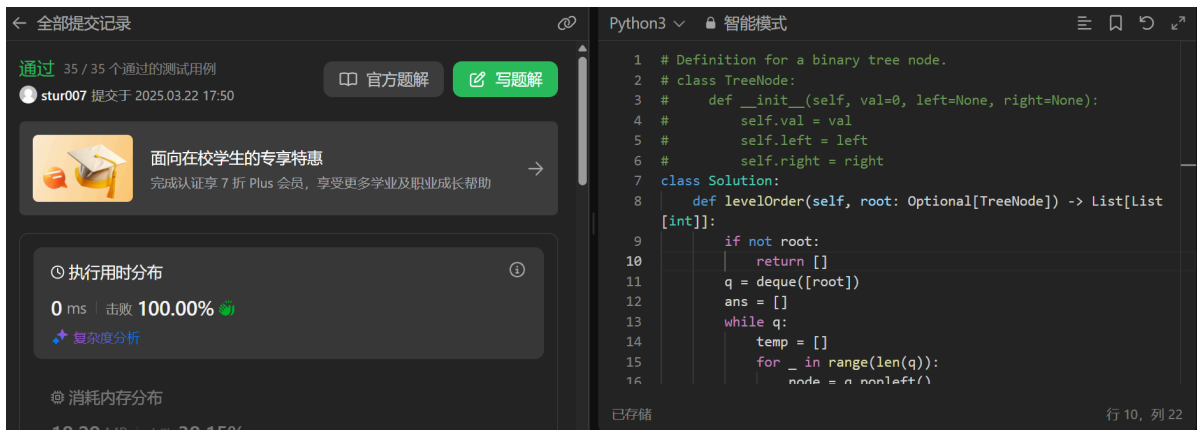 全部提交记录
通过 35 / 35 个通过的测试用例
官方题解
写题解
stur007 提交于 2025.03.22 17:50
面向在校学生的专享特惠
完成认证享 7 折 Plus 会员，享受更多学业及职业成长帮助
执行用时分布
0 ms 击败 100.00%
复杂度分析
消耗内存分布
Python3 智能模式
1 # Definition for a binary tree node.
2 # class TreeNode:
3 #     def __init__(self, val=0, left=None, right=None):
4 #         self.val = val
5 #         self.left = left
6 #         self.right = right
7 class Solution:
8     def levelOrder(self, root: Optional[TreeNode]) -> List[List
[int]]:
9         if not root:
10             return []
11         q = deque([root])
12         ans = []
13         while q:
14             temp = []
15             for _ in range(len(q)):
16                 node = q.popleft()
已存储
行 10, 列 22